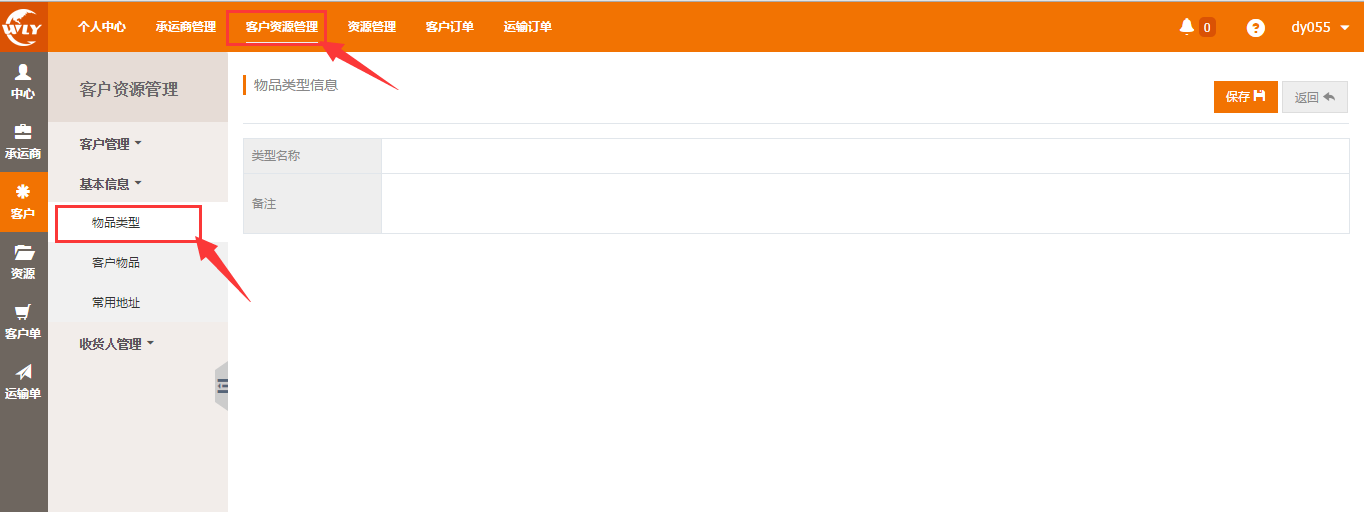 WLY
个人中心 承运商管理 客户资源管理 资源管理 客户订单 运输订单 0 dy055
中心
承运商
客户
资源
客户单
运输单
客户资源管理
客户管理
基本信息
物品类型
客户物品
常用地址
收货人管理
物品类型信息
保存 返回
类型名称
备注